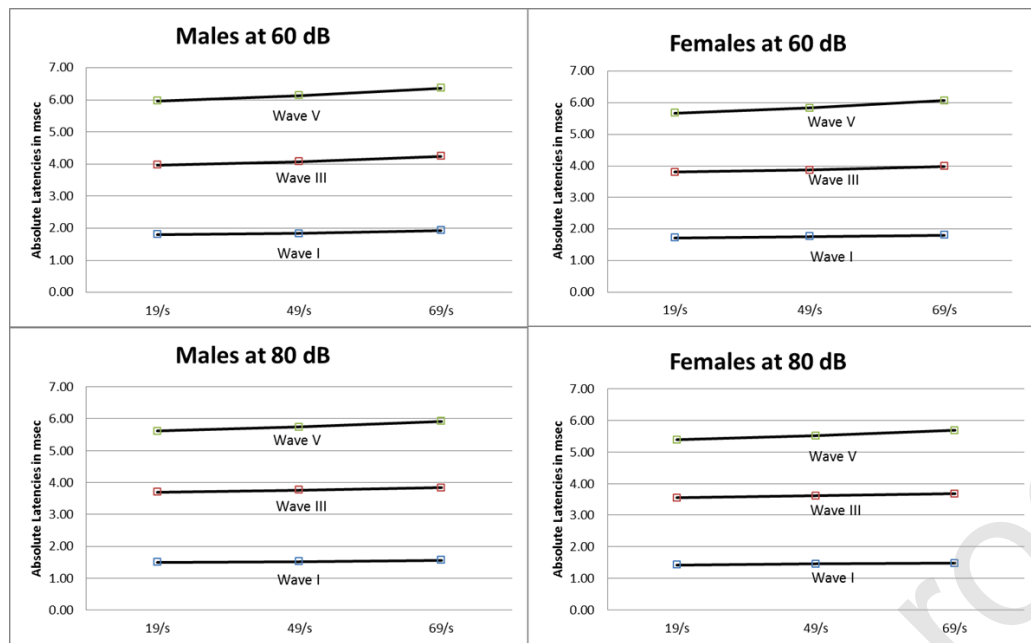 Males at 60 dB
Absolute Latencies in msec
7.00
6.00
5.00
4.00
3.00
2.00
1.00
0.00
Wave V
Wave III
Wave I
19/s 49/s 69/s
Females at 60 dB
Absolute Latencies in msec
7.00
6.00
5.00
4.00
3.00
2.00
1.00
0.00
Wave V
Wave III
Wave I
19/s 49/s 69/s
Males at 80 dB
Absolute Latencies in msec
7.00
6.00
5.00
4.00
3.00
2.00
1.00
0.00
Wave V
Wave III
Wave I
19/s 49/s 69/s
Females at 80 dB
Absolute Latencies in msec
7.00
6.00
5.00
4.00
3.00
2.00
1.00
0.00
Wave V
Wave III
Wave I
19/s 49/s 69/s